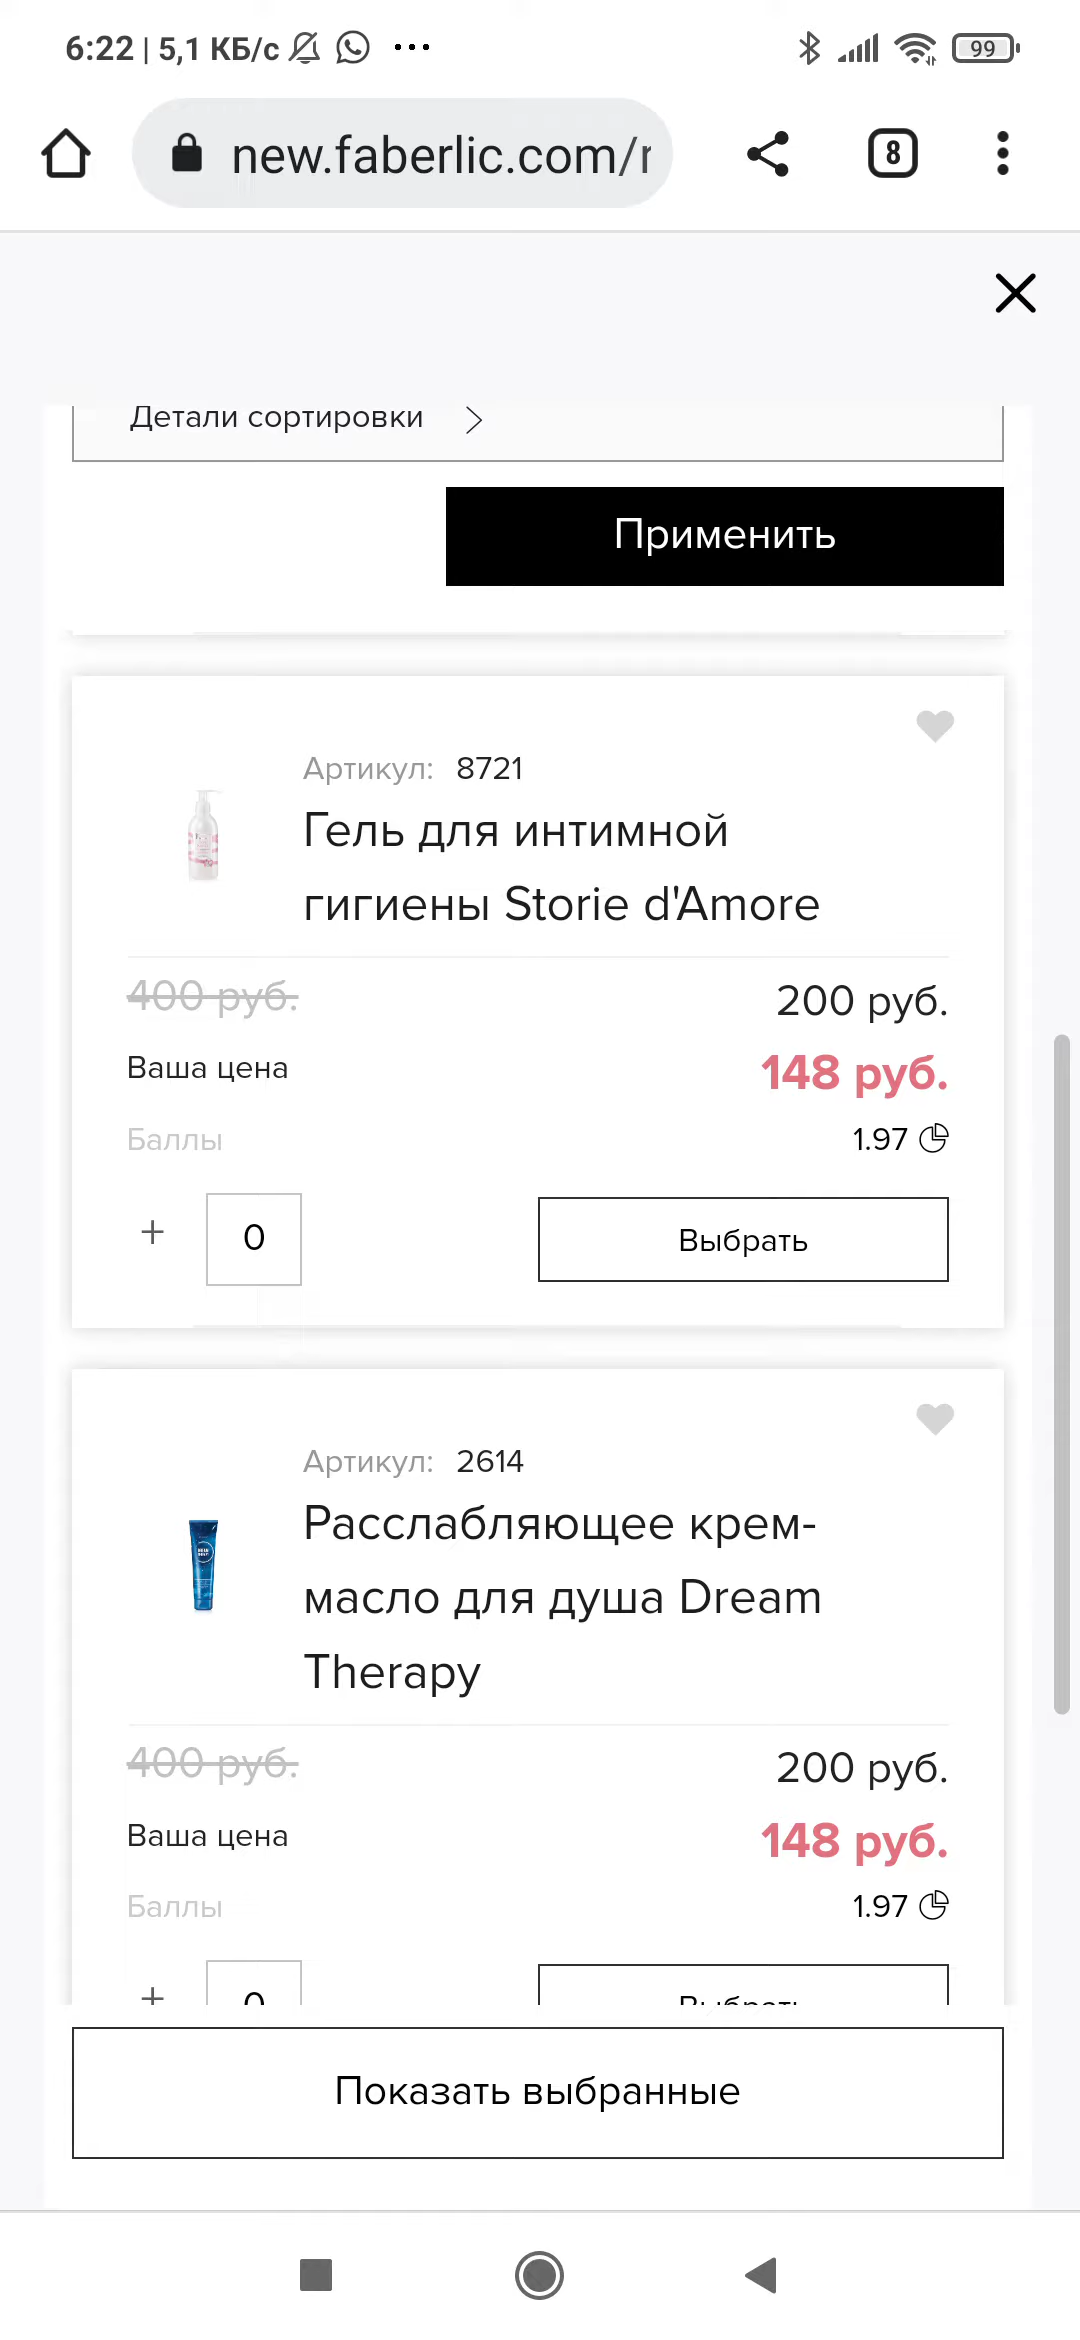 6:22 | 5,1 КБ/с
99
new.faberlic.com/r
8
Детали сортировки
Применить
Артикул: 8721
Гель для интимной
гигиены Storie d'Amore
400 руб.
200 руб.
Ваша цена
148 руб.
Баллы
1.97
+ 0
Выбрать
Артикул: 2614
Расслабляющее крем-
масло для душа Dream
Therapy
400 руб.
200 руб.
Ваша цена
148 руб.
Баллы
1.97
+ 0
Выбрать
Показать выбранные